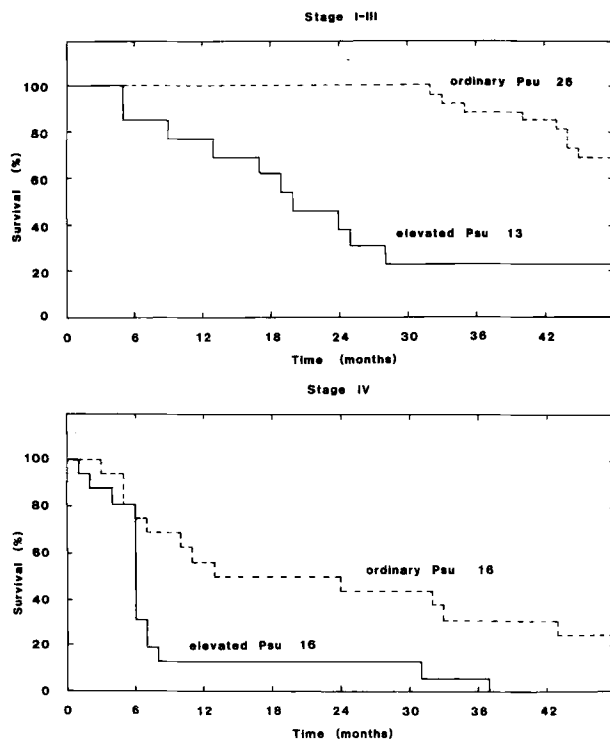 Stage I-III
100
80
60
40
20
0
Survival (%)
ordinary Psu 26
elevated Psu 13
0 6 12 18 24 30 36 42
Time (months)
Stage IV
100
80
60
40
20
0
Survival (%)
ordinary Psu 16
elevated Psu 16
0 6 12 18 24 30 36 42
Time (months)